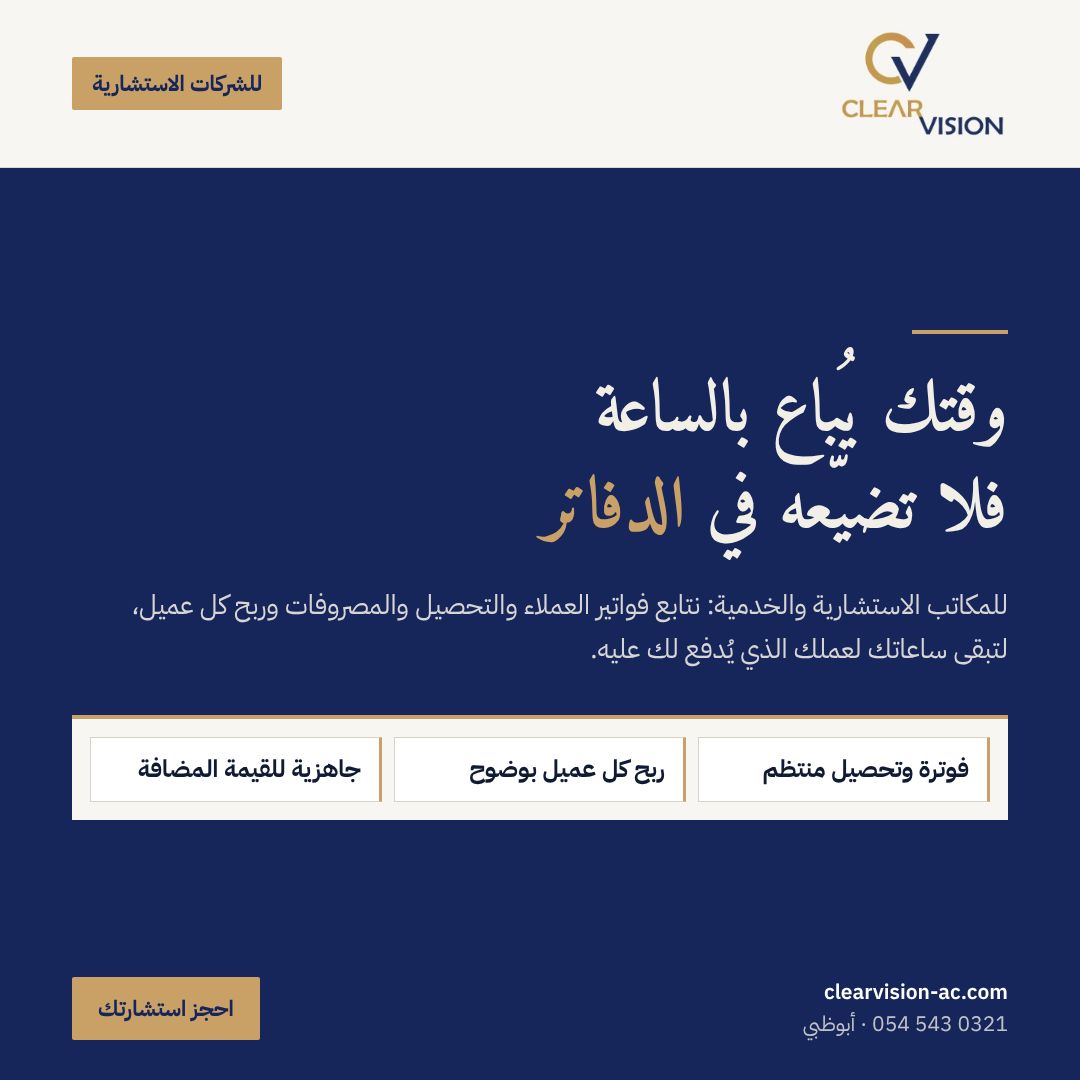 CLEAR
VISION
للشركات الاستشارية
وقتك يُباع بالساعة
فلا تضيّعه في الدفاتر
للمكاتب الاستشارية والخدمية: نتابع فواتير العملاء والتحصيل والمصروفات وربح كل عميل،
لتبقى ساعاتك لعملك الذي يُدفع لك عليه.
فوترة وتحصيل منتظم
ربح كل عميل بوضوح
جاهزية للقيمة المضافة
clearvision-ac.com
054 543 0321 · أبوظبي
احجز استشارتك